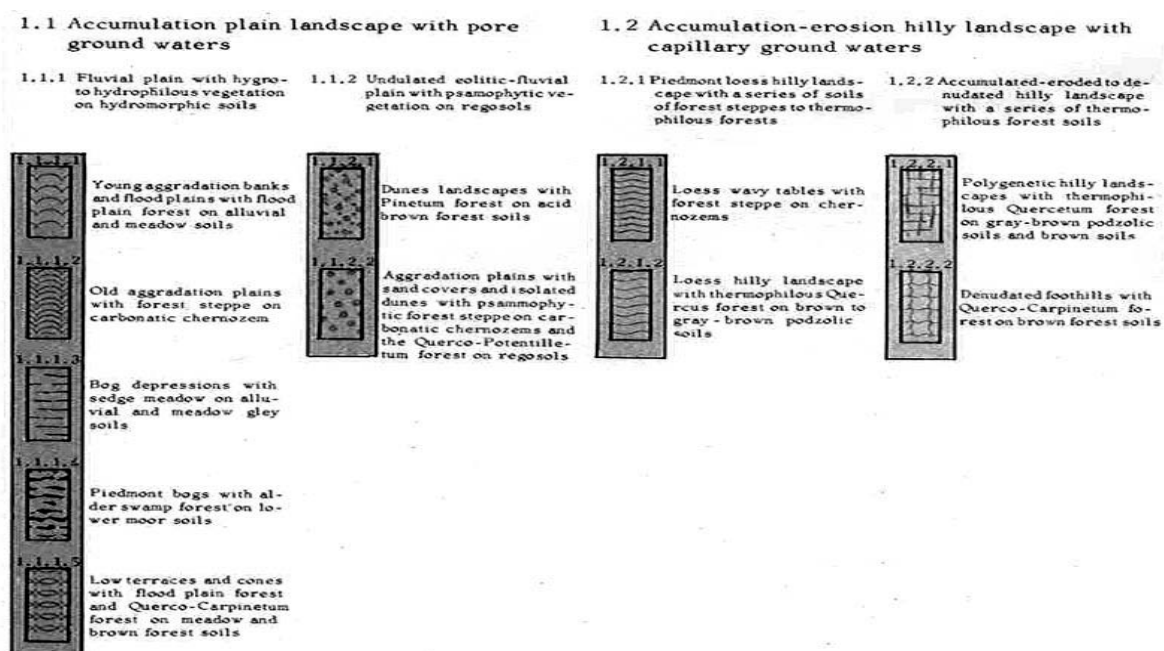 1.1 Accumulation plain landscape with pore
ground waters
1.1.1 Fluvial plain with hygro-
to hydrophilous vegetation
on hydromorphic soils
1.1.1.1
Young aggradation banks
and flood plains with flood
plain forest on alluvial
and meadow soils
1.1.1.2
Old aggradation plains
with forest steppe on
carbonatic chernozem
1.1.1.3
Bog depressions with
sedge meadow on allu-
vial and meadow gley
soils
1.1.1.4
Piedmont bogs with al-
der swamp forest on lo-
wer moor soils
1.1.1.5
Low terraces and cones
with flood plain forest
and Querco-Carpinetum
forest on meadow and
brown forest soils
1.1.2 Undulated eolitic-fluvial
plain with psamophytic ve-
getation on regosols
1.1.2.1
Dunes landscapes with
Pinetum forest on acid
brown forest soils
1.1.2.2
Aggradation plains with
sand covers and isolated
dunes with psammophy-
tic forest steppe on car-
bonatic chernozems and
the Querco-Potentille-
tum forest on regosols
1.2 Accumulation-erosion hilly landscape with
capillary ground waters
1.2.1 Piedmont loess hilly lands-
cape with a series of soils
of forest steppes to thermo-
philous forests
1.2.1.1
Loess wavy tables with
forest steppe on cher-
nozems
1.2.1.2
Loess hilly landscape
with thermophilous Que-
rcus forest on brown to
gray - brown podzolic
soils
1.2.2 Accumulated-eroded to de-
nudated hilly landscape
with a series of thermo-
philous forest soils
1.2.2.1
Polygenetic hilly lands-
capes with thermophi-
lous Quercetum forest
on gray-brown podzolic
soils and brown soils
1.2.2.2
Denudated foothills with
Querco-Carpinetum fo-
rest on brown forest soils